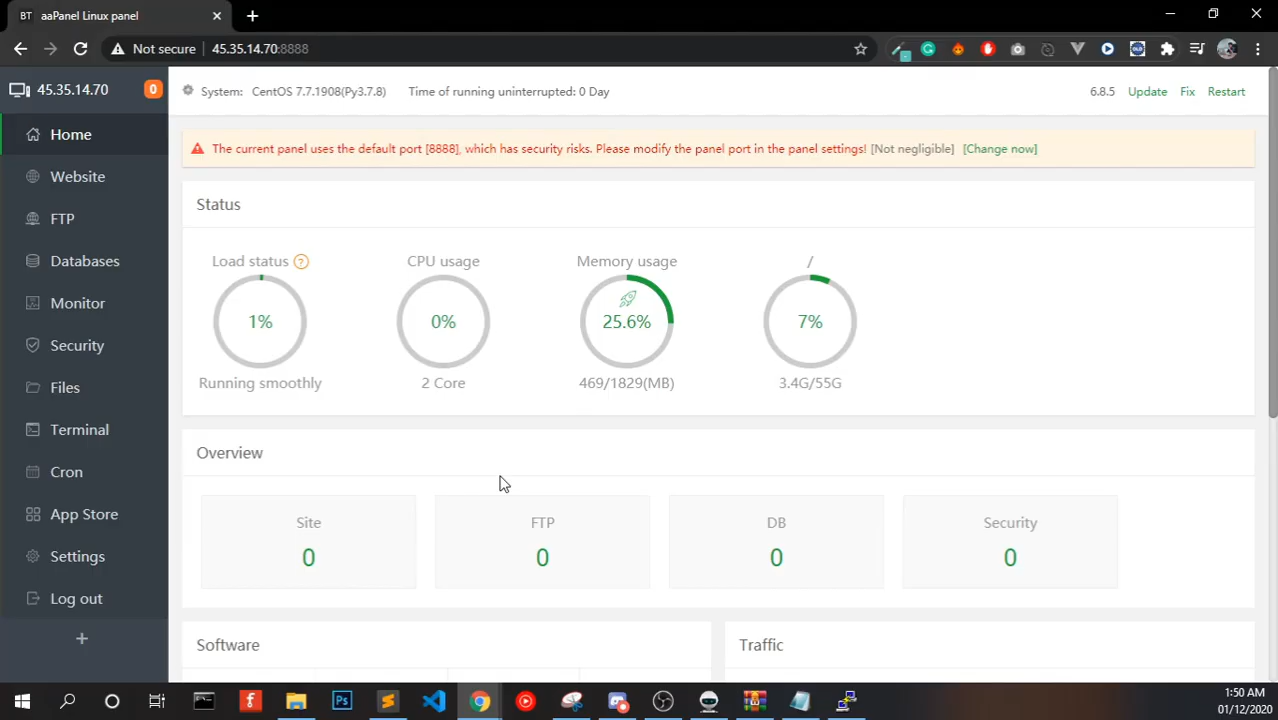 BT aaPanel Linux panel
Not secure 45.35.14.70:8888
45.35.14.70 0
Home
Website
FTP
Databases
Monitor
Security
Files
Terminal
Cron
App Store
Settings
Log out
System: CentOS 7.7.1908(Py3.7.8) Time of running uninterrupted: 0 Day 6.8.5 Update Fix Restart
The current panel uses the default port [8888], which has security risks. Please modify the panel port in the panel settings! [Not negligible] [Change now]
Status
Load status ? CPU usage Memory usage /
1% 0% 25.6% 7%
Running smoothly 2 Core 469/1829(MB) 3.4G/55G
Overview
Site FTP DB Security
0 0 0 0
Software Traffic
1:50 AM
01/12/2020